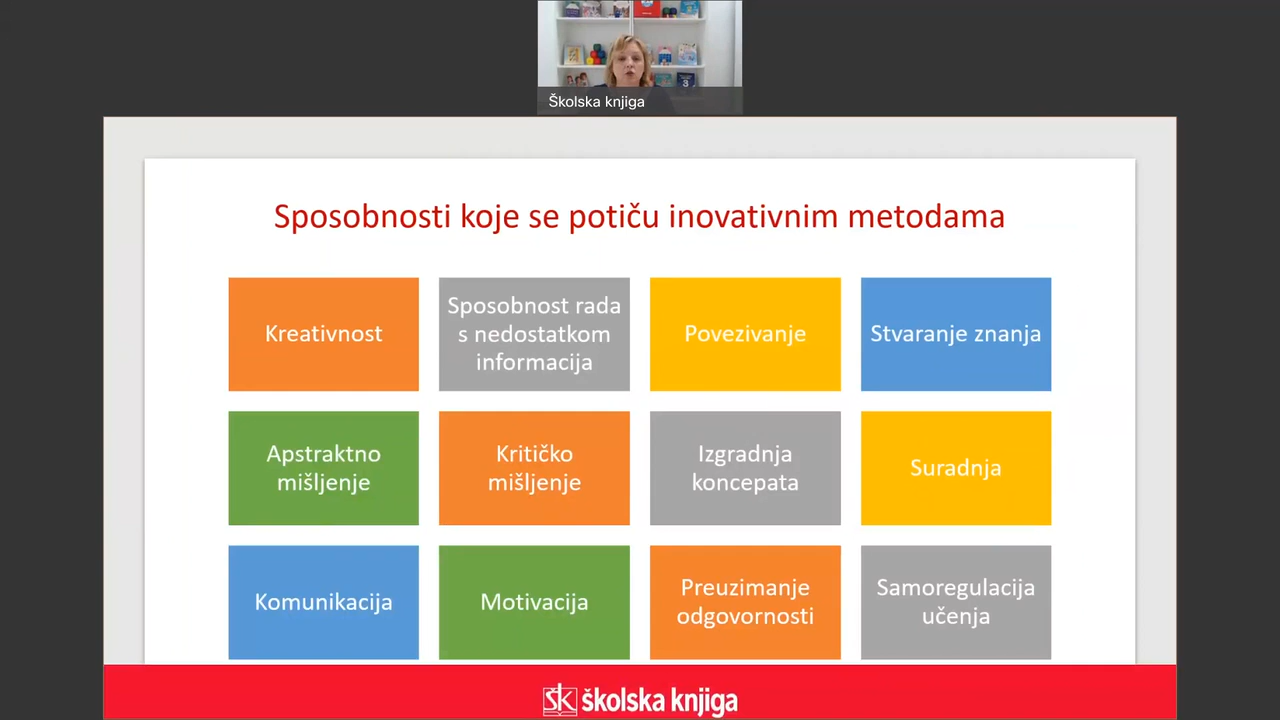 Školska knjiga
Sposobnosti koje se potiču inovativnim metodama
Kreativnost
Sposobnost rada
s nedostatkom
informacija
Povezivanje
Stvaranje znanja
Apstraktno
mišljenje
Kritičko
mišljenje
Izgradnja
koncepata
Suradnja
Komunikacija
Motivacija
Preuzimanje
odgovornosti
Samoregulacija
učenja
šk školska knjiga